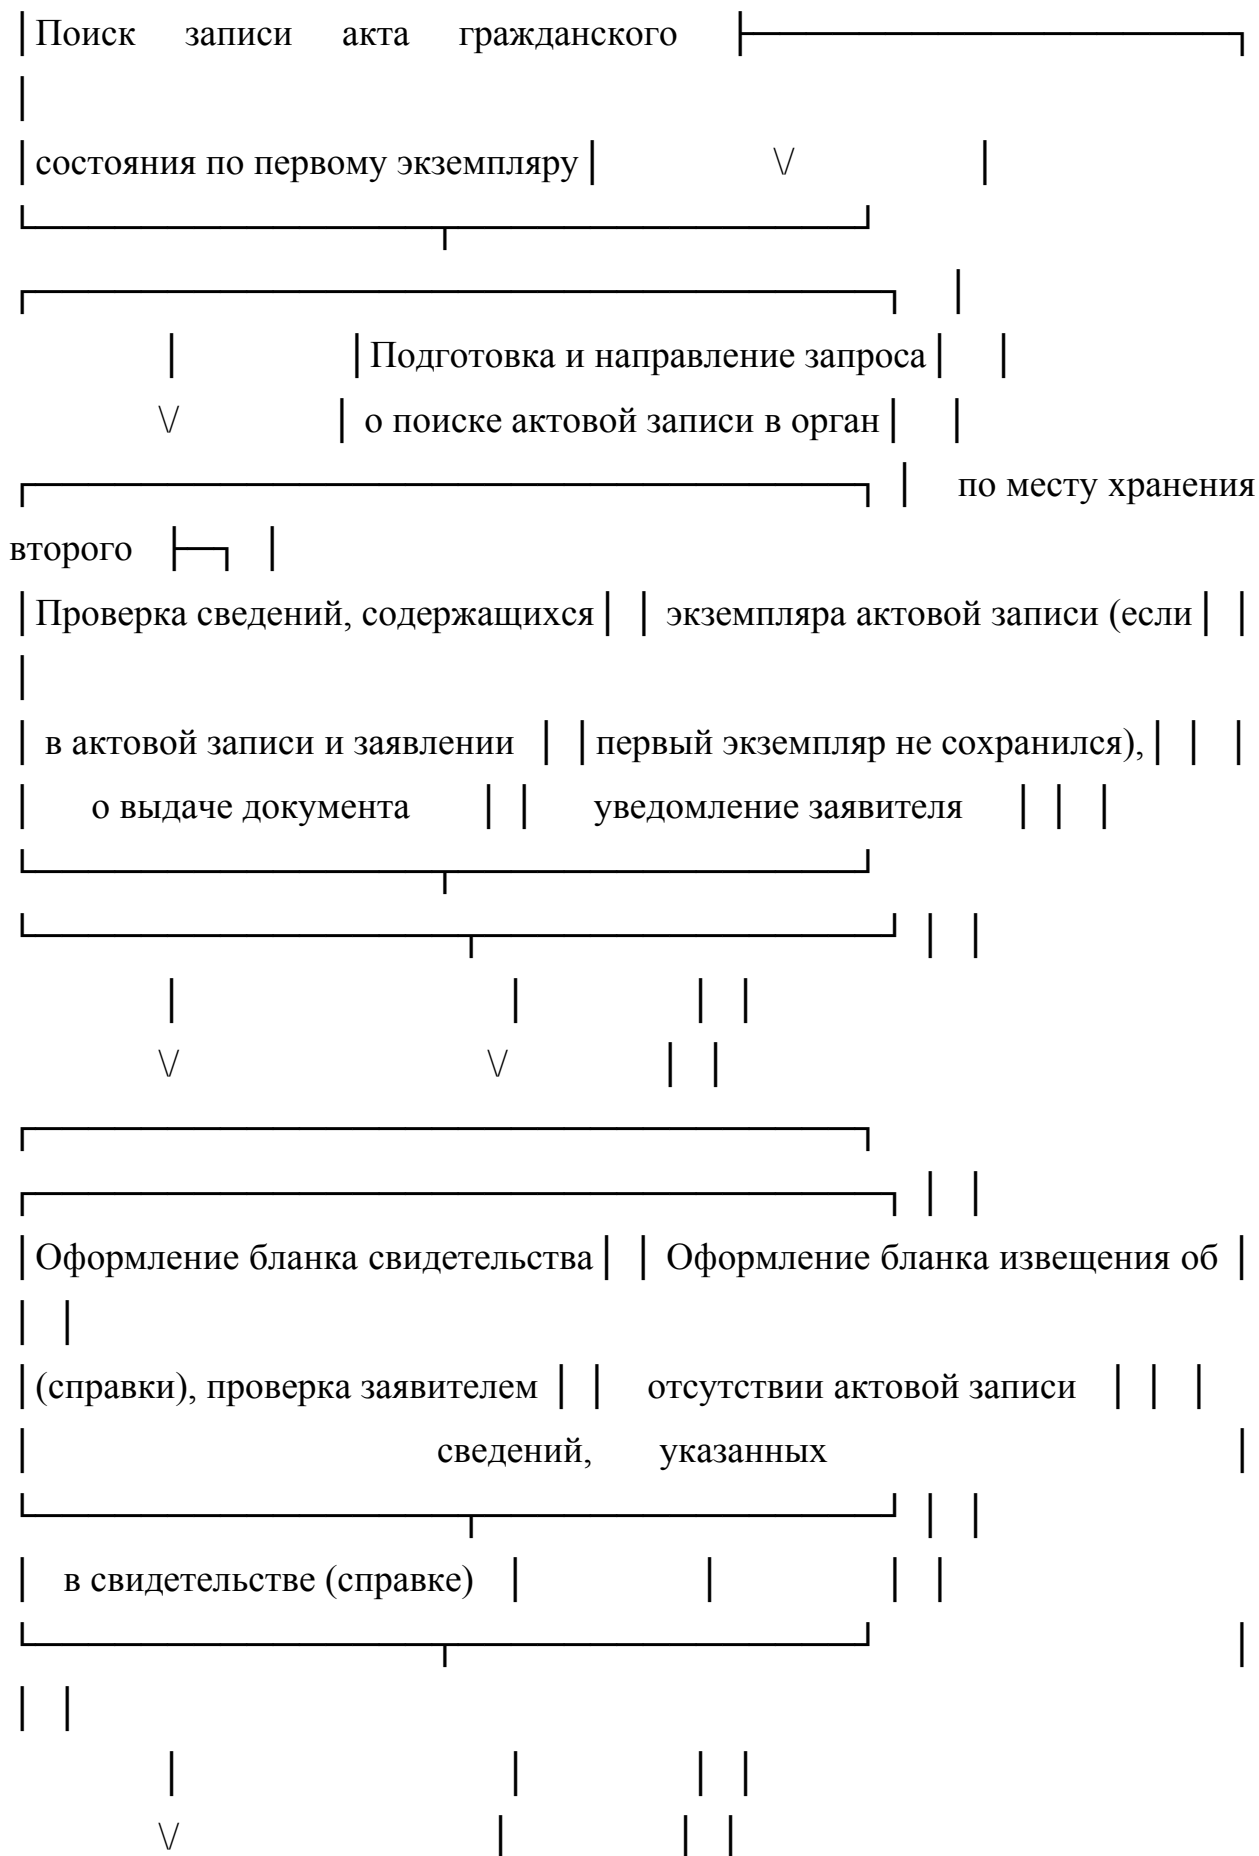 Поиск записи акта гражданского
состояния по первому экземпляру
Подготовка и направление запроса
о поиске актовой записи в орган
по месту хранения
второго
Проверка сведений, содержащихся экземпляра актовой записи (если
в актовой записи и заявлении первый экземпляр не сохранился),
о выдаче документа уведомление заявителя
Оформление бланка свидетельства Оформление бланка извещения об
(справки), проверка заявителем отсутствии актовой записи
сведений, указанных
в свидетельстве (справке)